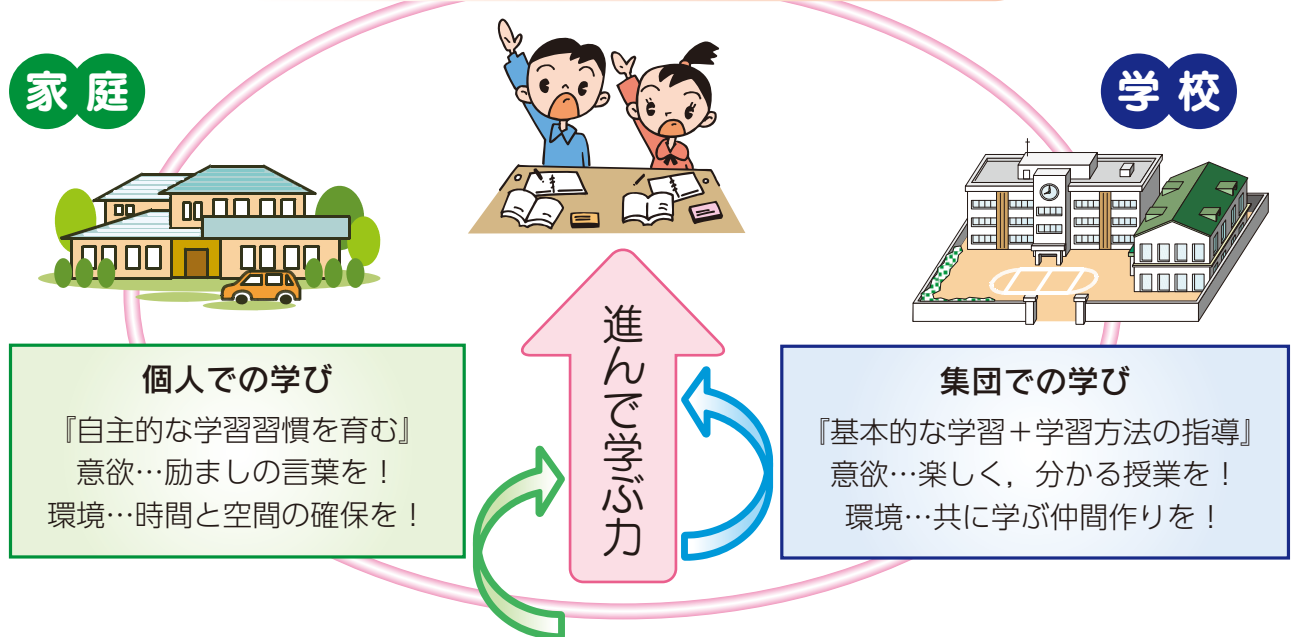 家庭
学校
個人での学び
『自主的な学習習慣を育む』
意欲…励ましの言葉を！
環境…時間と空間の確保を！
進んで学ぶ力
集団での学び
『基本的な学習＋学習方法の指導』
意欲…楽しく，分かる授業を！
環境…共に学ぶ仲間作りを！